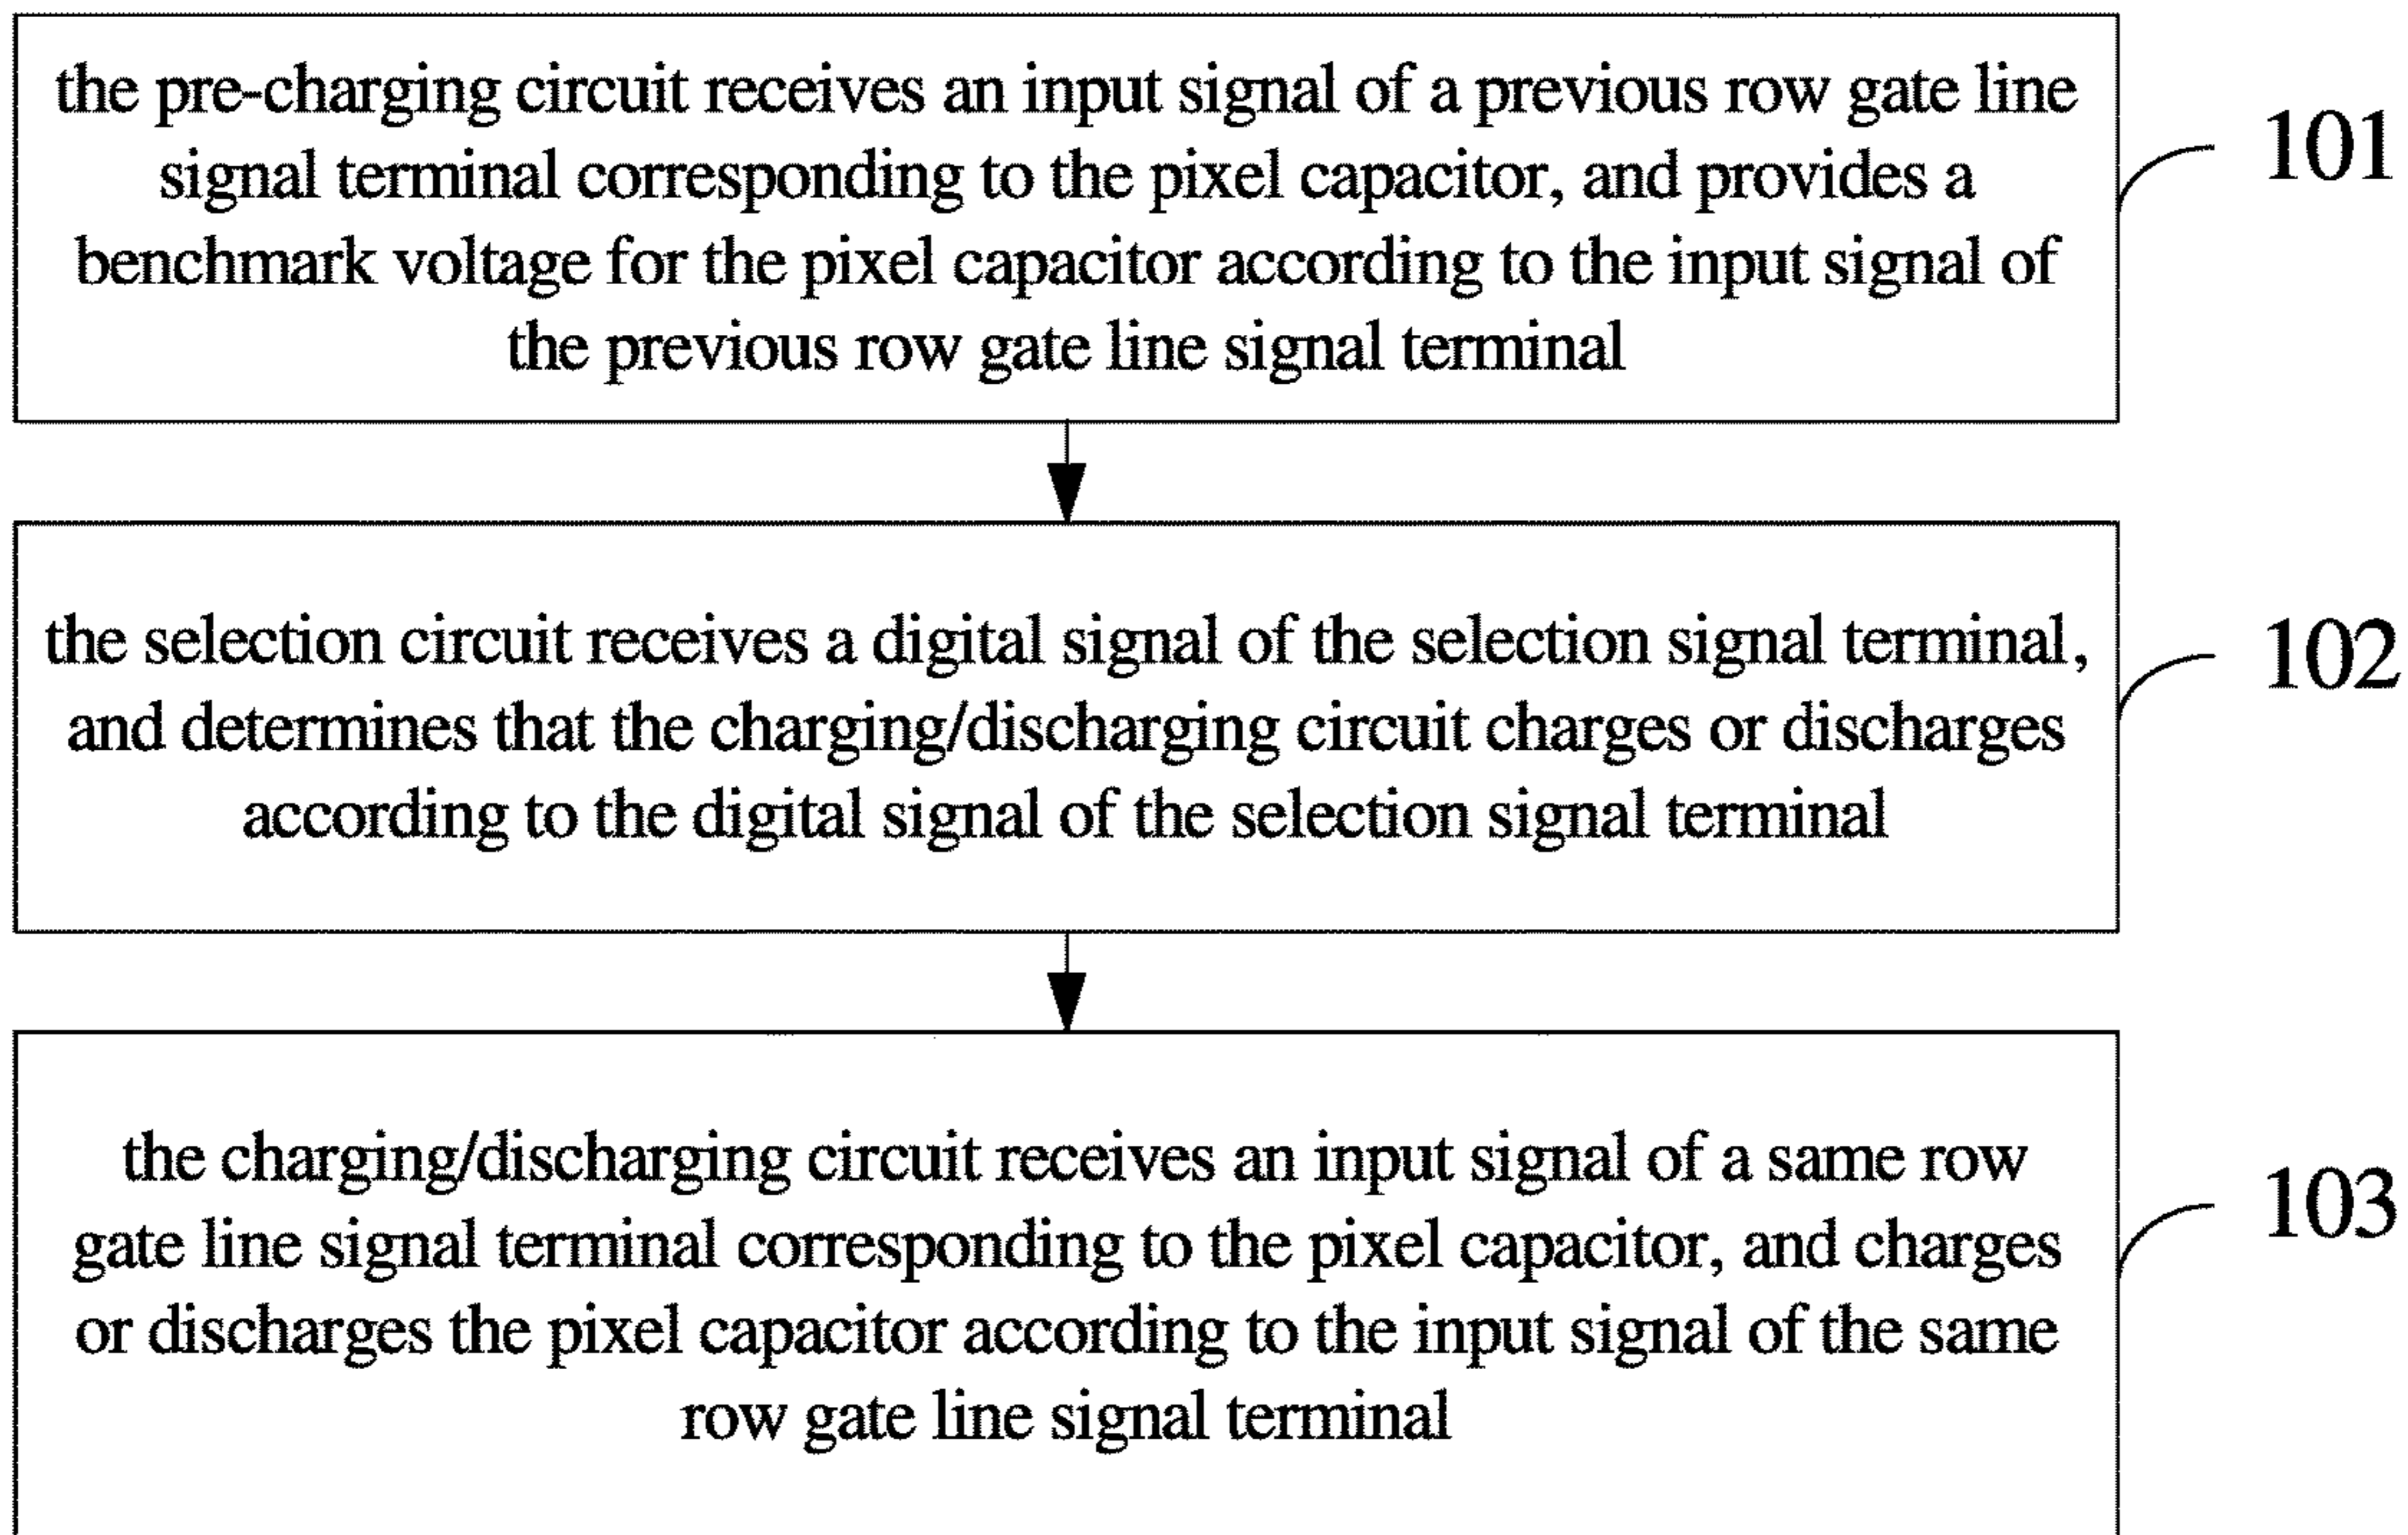 the pre-charging circuit receives an input signal of a previous row gate line
signal terminal corresponding to the pixel capacitor, and provides a
benchmark voltage for the pixel capacitor according to the input signal of
the previous row gate line signal terminal
101
the selection circuit receives a digital signal of the selection signal terminal,
and determines that the charging/discharging circuit charges or discharges
according to the digital signal of the selection signal terminal
102
the charging/discharging circuit receives an input signal of a same row
gate line signal terminal corresponding to the pixel capacitor, and charges
or discharges the pixel capacitor according to the input signal of the same
row gate line signal terminal
103